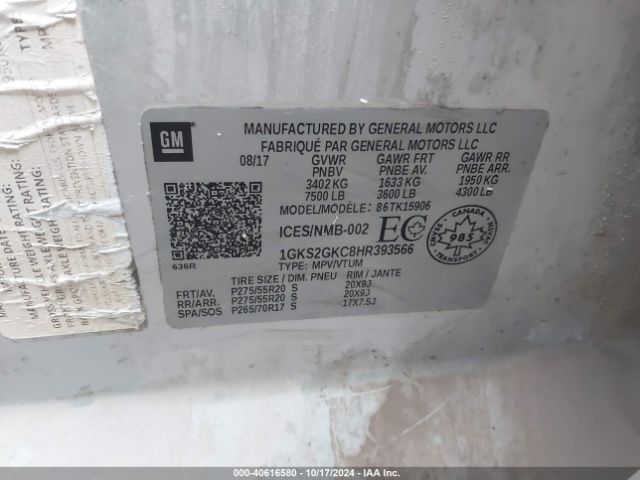 GM
MANUFACTURED BY GENERAL MOTORS LLC
FABRIQUÉ PAR GENERAL MOTORS LLC
08/17 GVWR GAWR FRT GAWR RR
PNBV PNBE AV. PNBE ARR.
3402 KG 1633 KG 1950 KG
7500 LB 3600 LB 4300 LB
MODEL/MODÈLE: 86TK15906
ICES/NMB-002 EC
CANADA
985
TRANSPORT
1GKS2GKC8HR393566
636R
TYPE: MPV/VTUM
TIRE SIZE / DIM. PNEU RIM / JANTE
FRT/AV. P275/55R20 S 20X9J
RR/ARR. P275/55R20 S 20X9J
SPA/SOS P265/70R17 S 17X7.5J
000-40616580 - 10/17/2024 - IAA Inc.